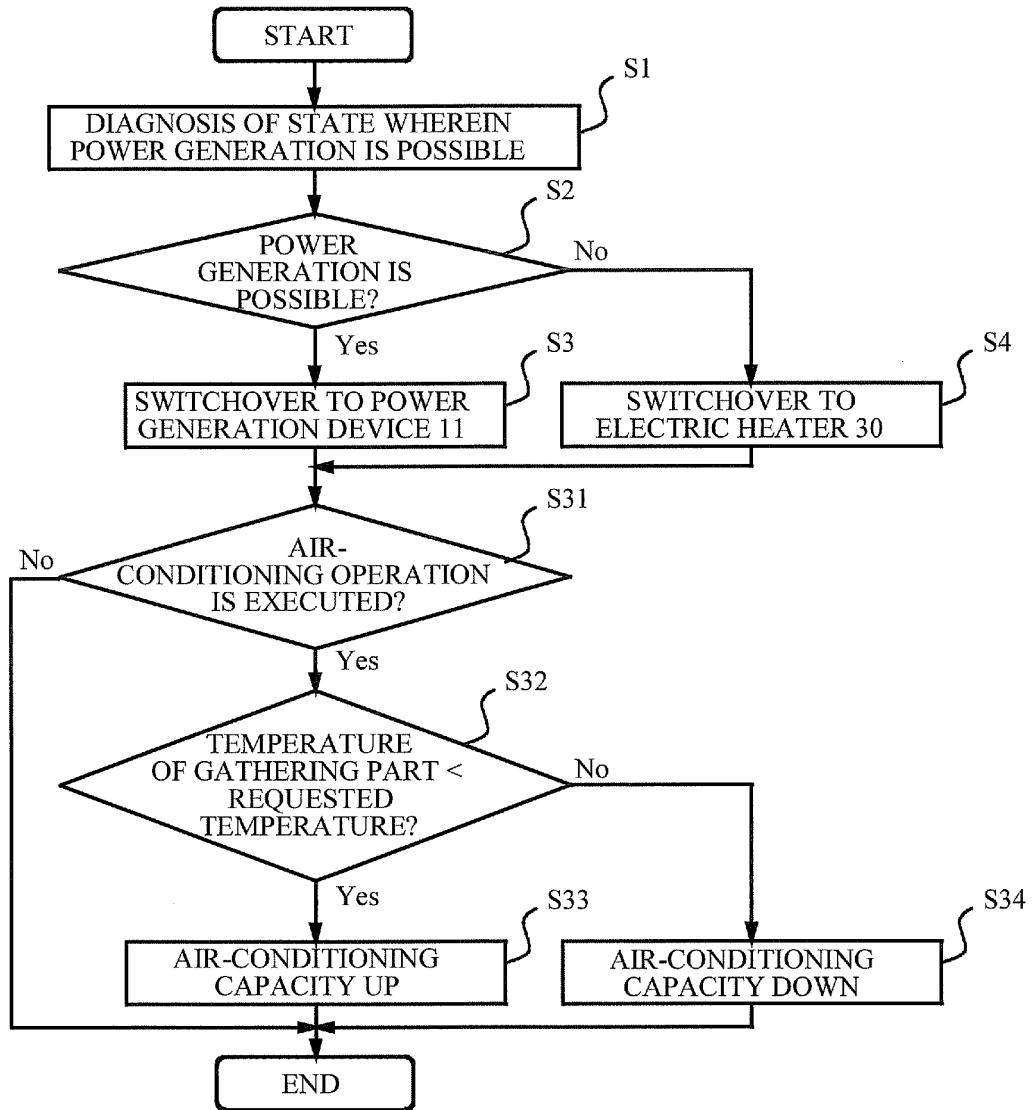 START
S1
DIAGNOSIS OF STATE WHEREIN
POWER GENERATION IS POSSIBLE
S2
POWER
GENERATION IS
POSSIBLE?
No
Yes
S3
S4
SWITCHOVER TO POWER
GENERATION DEVICE 11
SWITCHOVER TO
ELECTRIC HEATER 30
S31
No
AIR-
CONDITIONING OPERATION
IS EXECUTED?
Yes
S32
TEMPERATURE
OF GATHERING PART <
REQUESTED
TEMPERATURE?
No
Yes
S33
S34
AIR-CONDITIONING
CAPACITY UP
AIR-CONDITIONING
CAPACITY DOWN
END